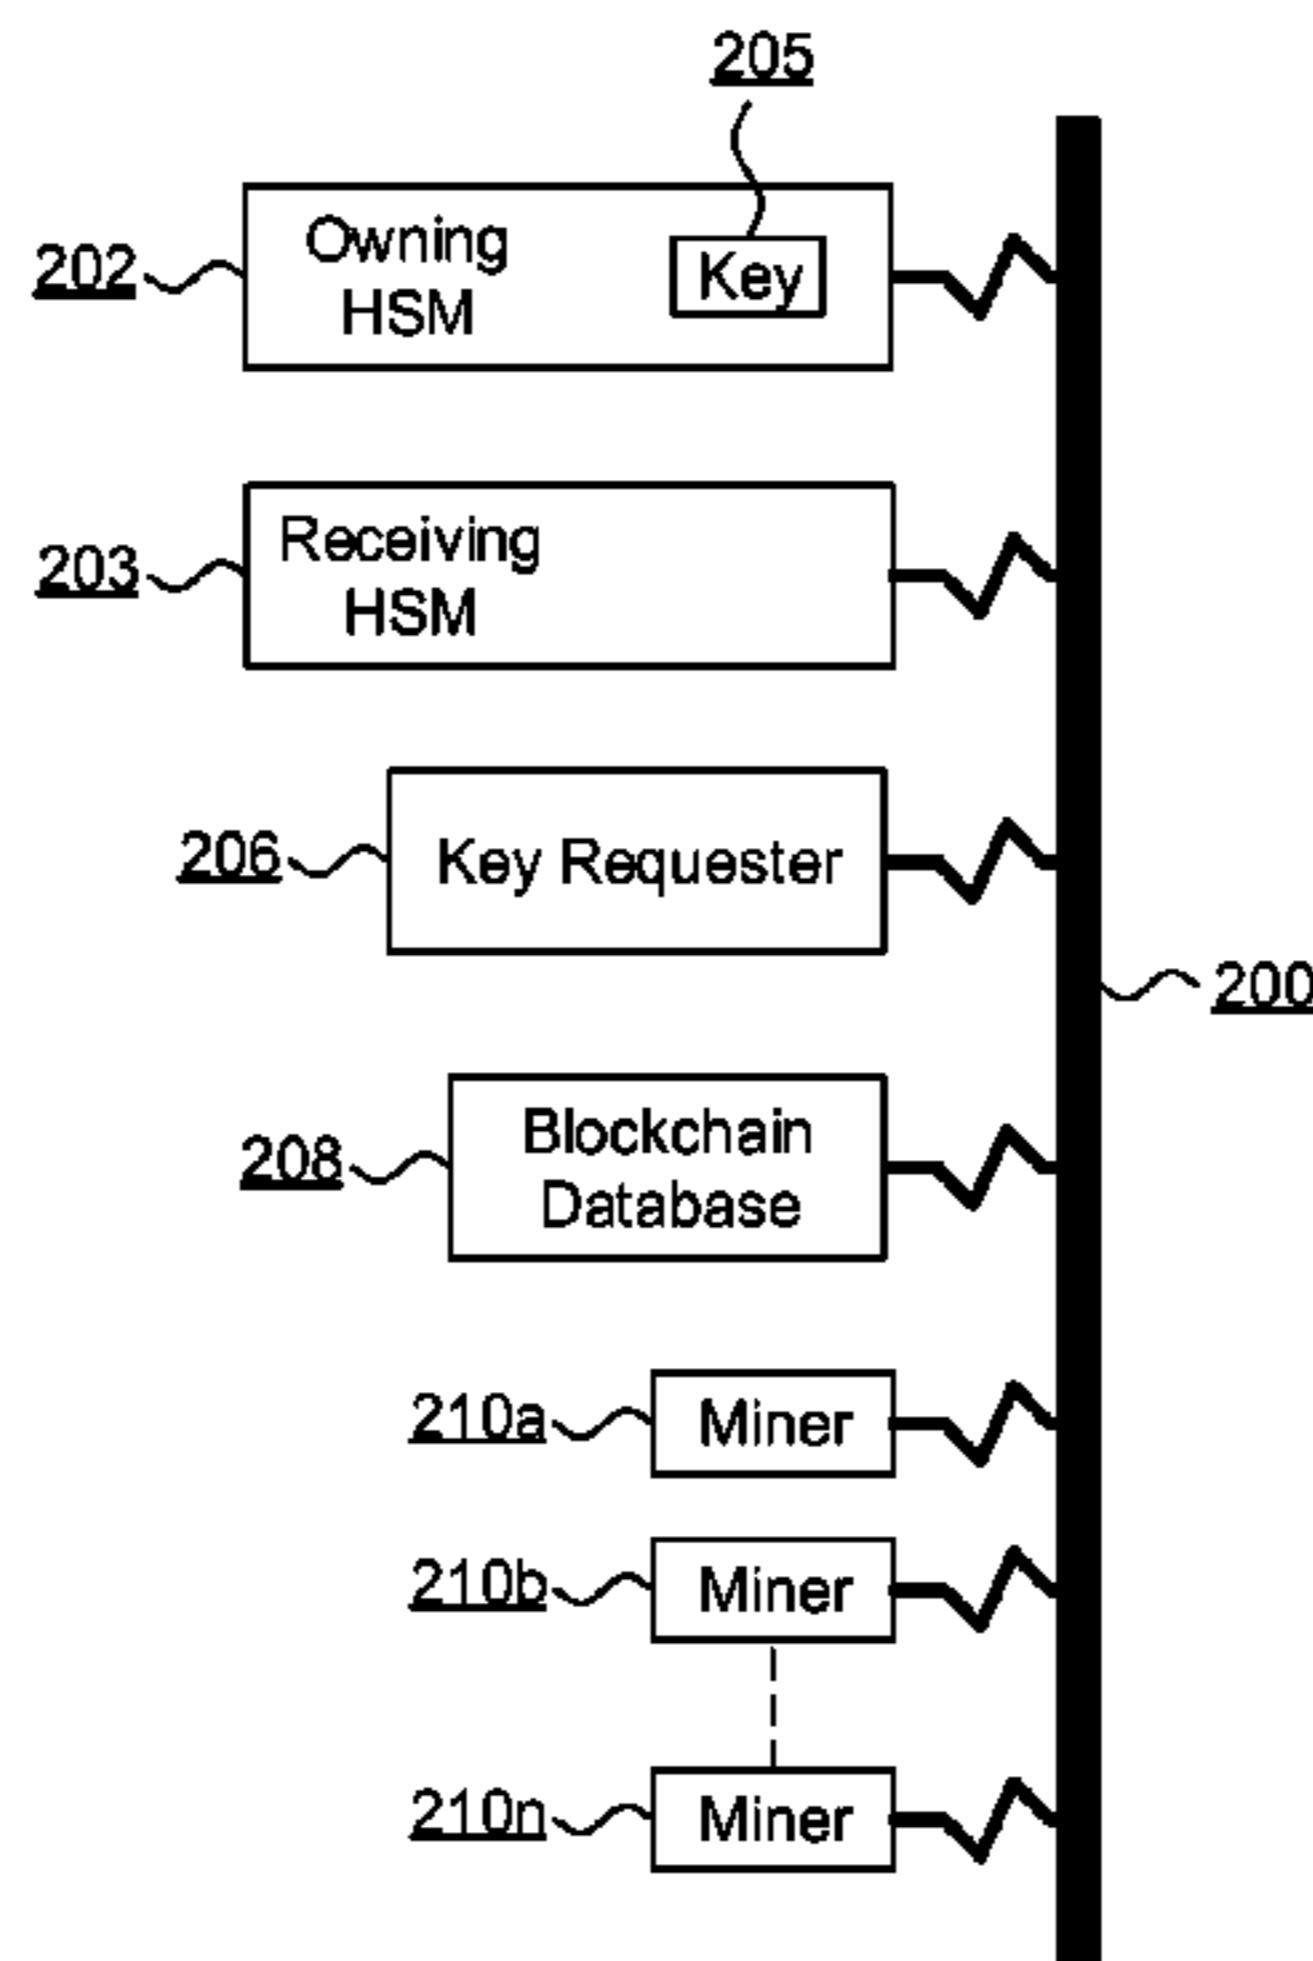 205
202
Owning
HSM
Key
203
Receiving
HSM
206
Key Requester
200
208
Blockchain
Database
210a
Miner
210b
Miner
210n
Miner